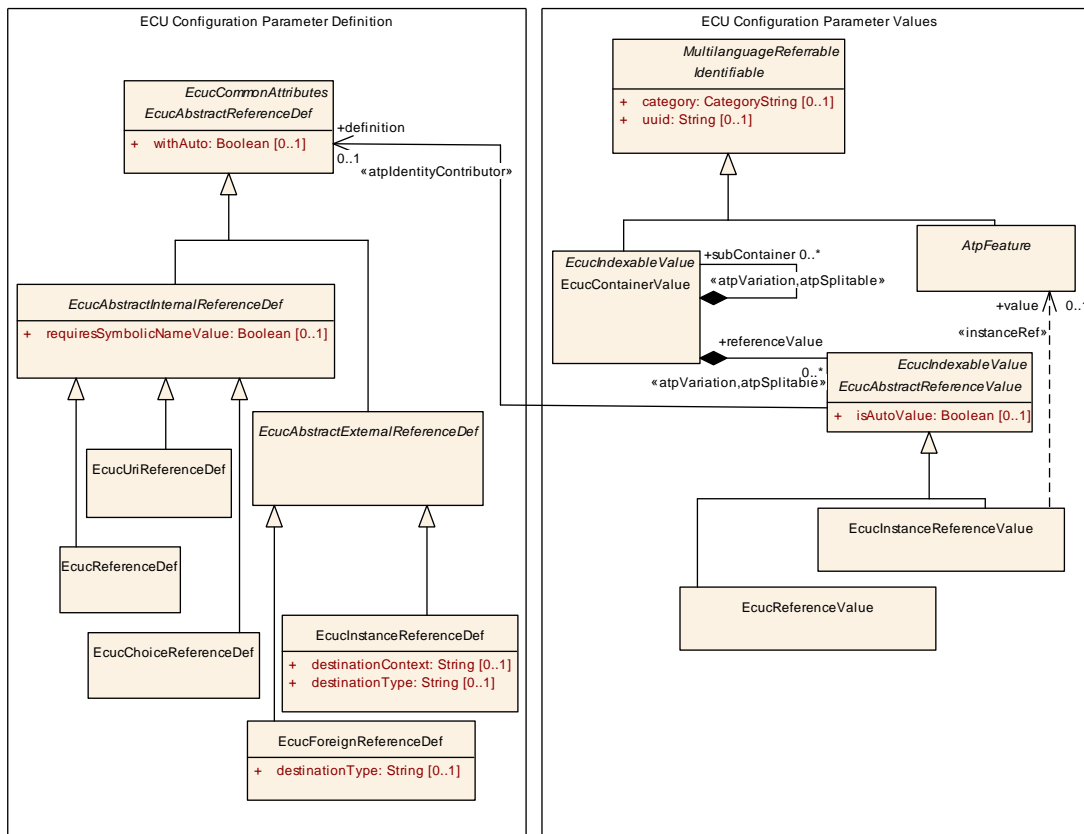 ECU Configuration Parameter Definition
EcucCommonAttributes
EcucAbstractReferenceDef
+ withAuto: Boolean [0..1]
+definition
0..1
«atpIdentityContributor»
EcucAbstractInternalReferenceDef
+ requiresSymbolicNameValue: Boolean [0..1]
EcucAbstractExternalReferenceDef
EcucUriReferenceDef
EcucReferenceDef
EcucChoiceReferenceDef
EcucInstanceReferenceDef
+ destinationContext: String [0..1]
+ destinationType: String [0..1]
EcucForeignReferenceDef
+ destinationType: String [0..1]
ECU Configuration Parameter Values
MultilanguageReferrable
Identifiable
+ category: CategoryString [0..1]
+ uuid: String [0..1]
EcucIndexableValue
EcucContainerValue
+subContainer 0..*
«atpVariation,atpSplitable»
AtpFeature
+value
0..1
«instanceRef»
+referenceValue
0..*
«atpVariation,atpSplitable»
EcucIndexableValue
EcucAbstractReferenceValue
+ isAutoValue: Boolean [0..1]
EcucInstanceReferenceValue
EcucReferenceValue